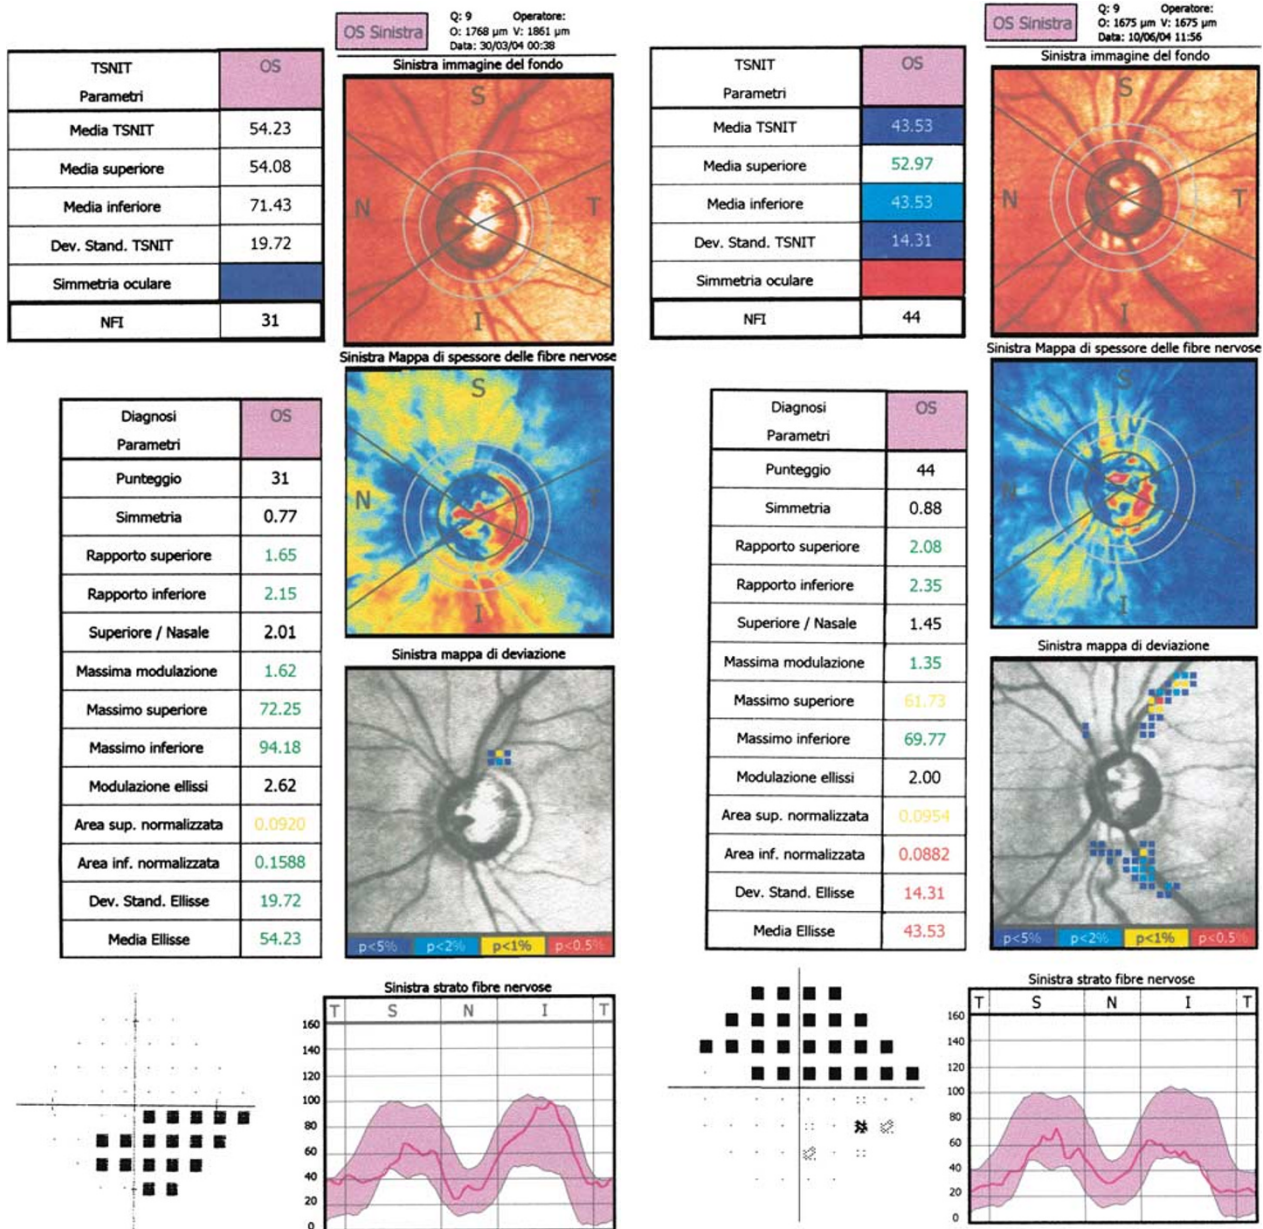 OS Sinistra
Q: 9 Operatore:
O: 1768 µm V: 1861 µm
Data: 30/03/04 00:38
TSNIT Parametri OS
Media TSNIT 54.23
Media superiore 54.08
Media inferiore 71.43
Dev. Stand. TSNIT 19.72
Simmetria oculare
NFI 31
Sinistra immagine del fondo
S
N T
I
Sinistra Mappa di spessore delle fibre nervose
S
N T
I
Diagnosi Parametri OS
Punteggio 31
Simmetria 0.77
Rapporto superiore 1.65
Rapporto inferiore 2.15
Superiore / Nasale 2.01
Massima modulazione 1.62
Massimo superiore 72.25
Massimo inferiore 94.18
Modulazione ellissi 2.62
Area sup. normalizzata 0.0920
Area inf. normalizzata 0.1588
Dev. Stand. Ellisse 19.72
Media Ellisse 54.23
Sinistra mappa di deviazione
p<5% p<2% p<1% p<0.5%
Sinistra strato fibre nervose
T S N I T
160
140
120
100
80
60
40
20
0
OS Sinistra
Q: 9 Operatore:
O: 1675 µm V: 1675 µm
Data: 10/06/04 11:56
TSNIT Parametri OS
Media TSNIT 43.53
Media superiore 52.97
Media inferiore 43.53
Dev. Stand. TSNIT 14.31
Simmetria oculare
NFI 44
Sinistra immagine del fondo
S
N T
I
Sinistra Mappa di spessore delle fibre nervose
S
N T
I
Diagnosi Parametri OS
Punteggio 44
Simmetria 0.88
Rapporto superiore 2.08
Rapporto inferiore 2.35
Superiore / Nasale 1.45
Massima modulazione 1.35
Massimo superiore 61.73
Massimo inferiore 69.77
Modulazione ellissi 2.00
Area sup. normalizzata 0.0954
Area inf. normalizzata 0.0882
Dev. Stand. Ellisse 14.31
Media Ellisse 43.53
Sinistra mappa di deviazione
p<5% p<2% p<1% p<0.5%
Sinistra strato fibre nervose
T S N I T
160
140
120
100
80
60
40
20
0